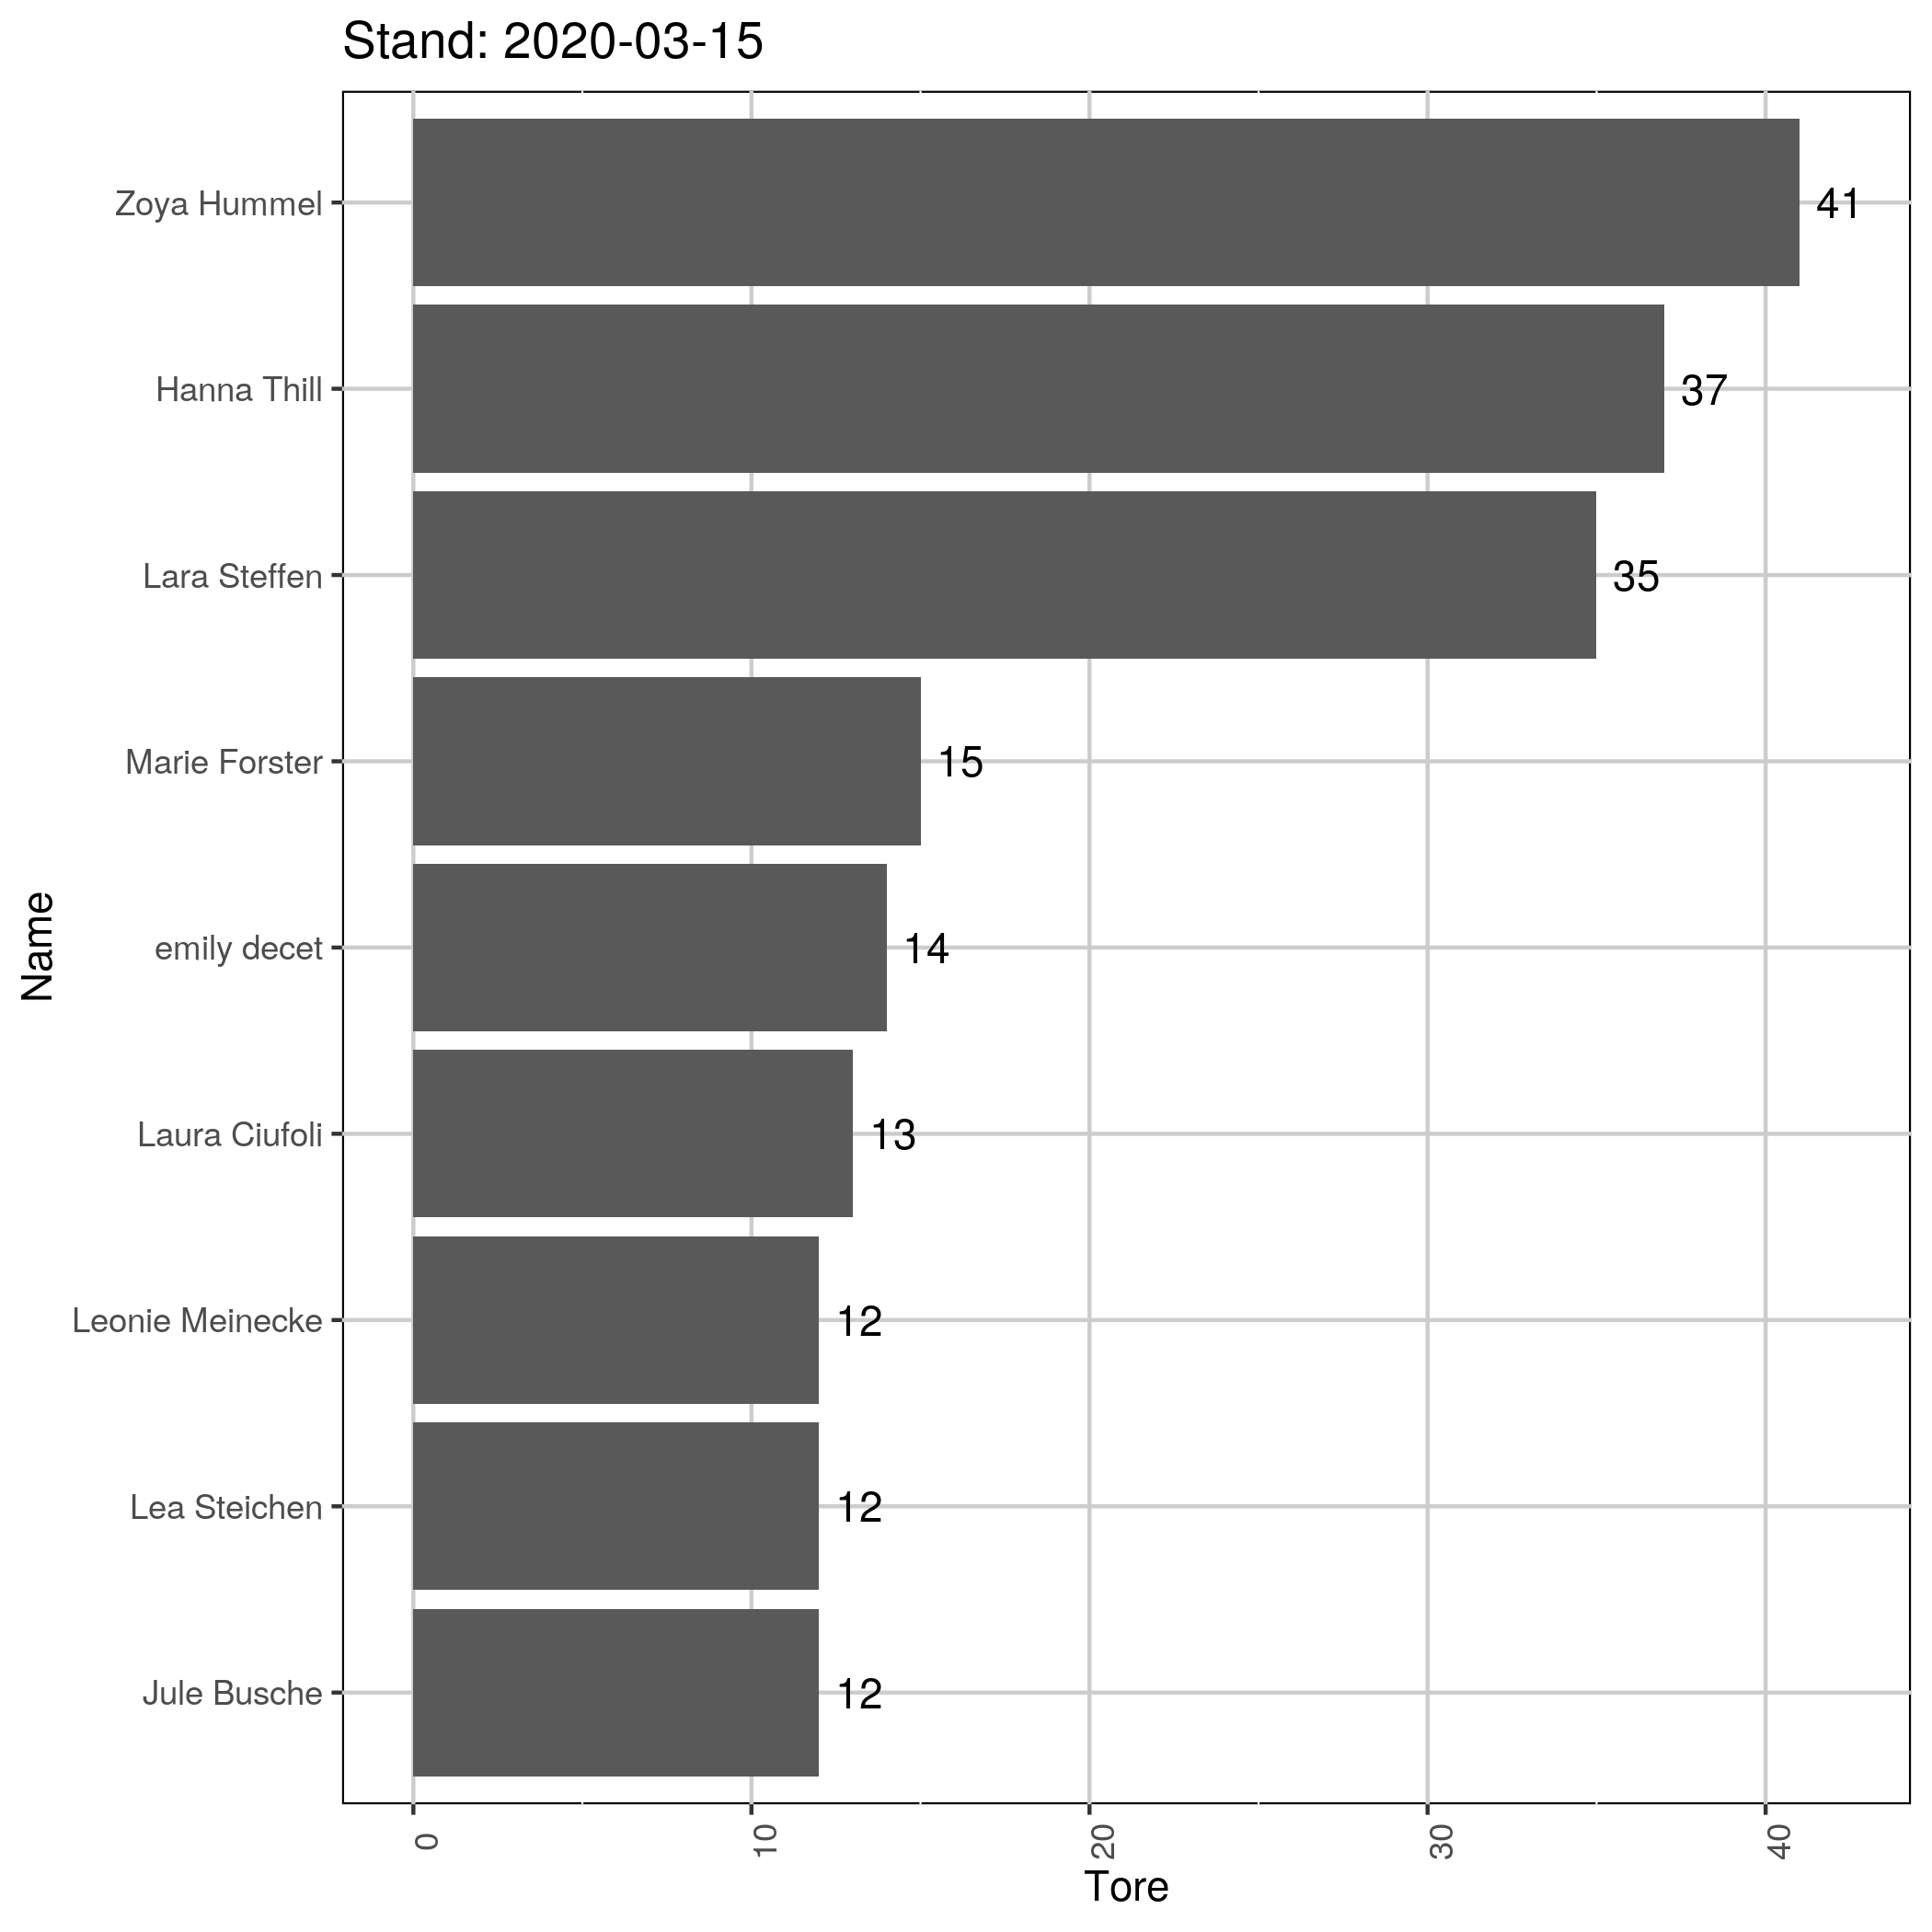 Stand: 2020-03-15
Name
Zoya Hummel 41
Hanna Thill 37
Lara Steffen 35
Marie Forster 15
emily decet 14
Laura Ciufoli 13
Leonie Meinecke 12
Lea Steichen 12
Jule Busche 12
0 10 20 30 40
Tore